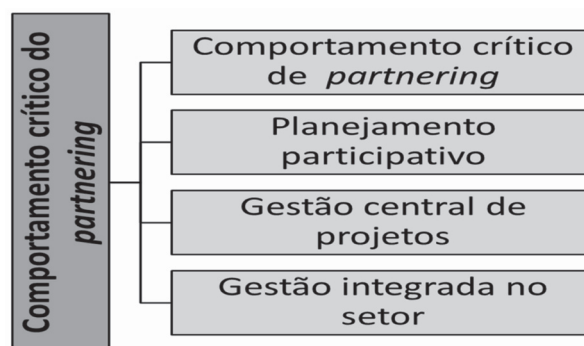 Comportamento crítico do
partnering
Comportamento crítico
de partnering
Planejamento
participativo
Gestão central de
projetos
Gestão integrada no
setor